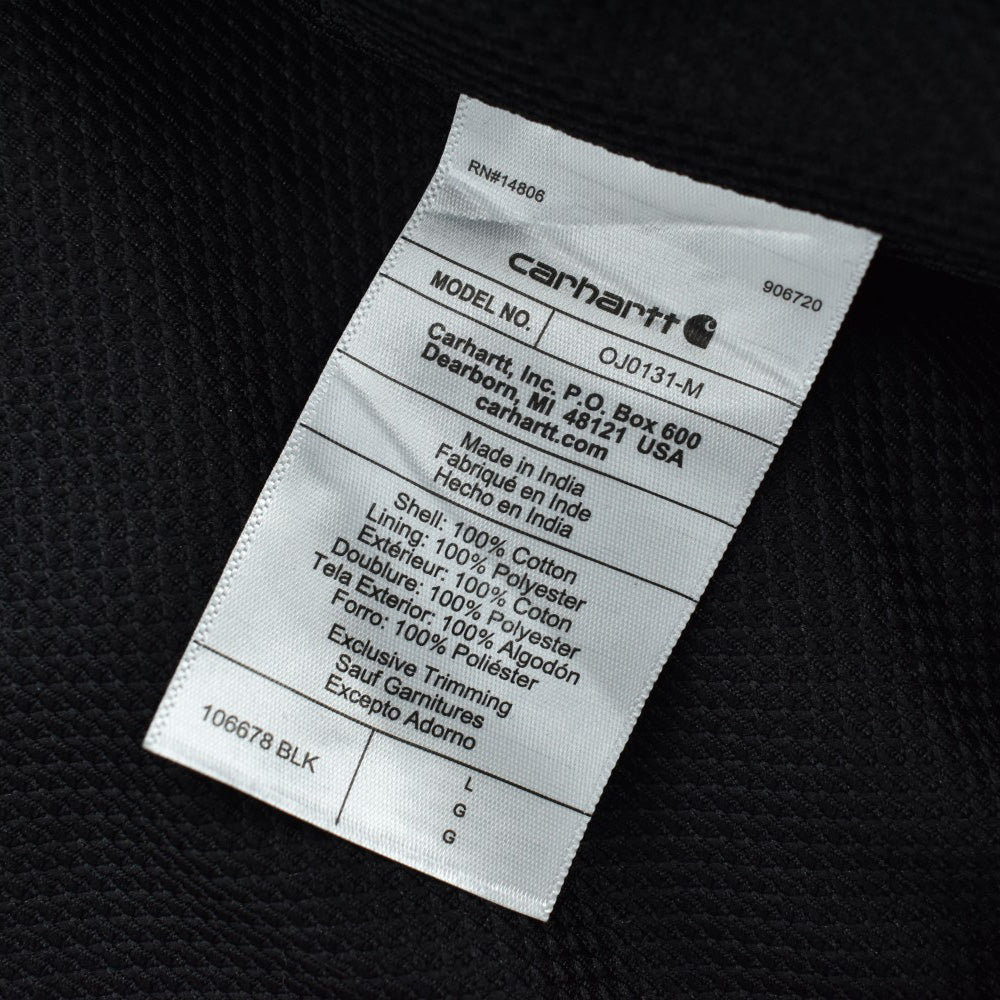 RN#14806
906720
carhartt
MODEL NO. OJ0131-M
Carhartt, Inc. P.O. Box 600
Dearborn, MI 48121 USA
carhartt.com
Made in India
Fabriqué en Inde
Hecho en India
Shell: 100% Cotton
Lining: 100% Polyester
Extérieur: 100% Coton
Doublure: 100% Polyester
Tela Exterior: 100% Algodón
Forro: 100% Poliéster
Exclusive Trimming
Sauf Garnitures
Excepto Adorno
106678 BLK
L
G
G